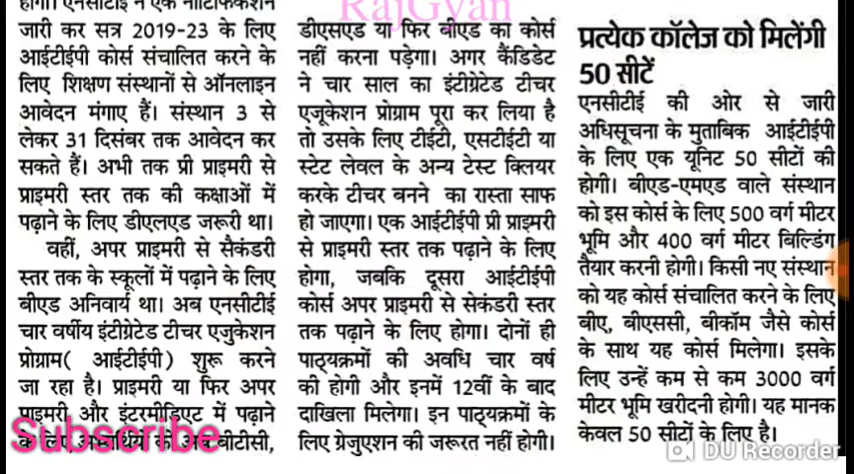 होगा। एनसीटीई ने एक नोटिफिकेशन
जारी कर सत्र 2019-23 के लिए
आईटीईपी कोर्स संचालित करने के
लिए शिक्षण संस्थानों से ऑनलाइन
आवेदन मंगाए हैं। संस्थान 3 से
लेकर 31 दिसंबर तक आवेदन कर
सकते हैं। अभी तक प्री प्राइमरी से
प्राइमरी स्तर तक की कक्षाओं में
पढ़ाने के लिए डीएलएड जरूरी था।
वहीं, अपर प्राइमरी से सैकंडरी
स्तर तक के स्कूलों में पढ़ाने के लिए
बीएड अनिवार्य था। अब एनसीटीई
चार वर्षीय इंटीग्रेटेड टीचर एजुकेशन
प्रोग्राम( आईटीईपी) शुरू करने
जा रहा है। प्राइमरी या फिर अपर
प्राइमरी और इंटरमीडिएट में पढ़ाने
बीटीसी,
Subscribe
RajGyan
डीएसएड या फिर बीएड का कोर्स
नहीं करना पड़ेगा। अगर कैंडिडेट
ने चार साल का इंटीग्रेटेड टीचर
एजूकेशन प्रोग्राम पूरा कर लिया है
तो उसके लिए टीईटी, एसटीईटी या
स्टेट लेवल के अन्य टेस्ट क्लियर
करके टीचर बनने का रास्ता साफ
हो जाएगा। एक आईटीईपी प्री प्राइमरी
से प्राइमरी स्तर तक पढ़ाने के लिए
होगा, जबकि दूसरा आईटीईपी
कोर्स अपर प्राइमरी से सेकंडरी स्तर
तक पढ़ाने के लिए होगा। दोनों ही
पाठ्यक्रमों की अवधि चार वर्ष
की होगी और इनमें 12वीं के बाद
दाखिला मिलेगा। इन पाठ्यक्रमों के
लिए ग्रेजुएशन की जरूरत नहीं होगी।
प्रत्येक कॉलेज को मिलेंगी
50 सीटें
एनसीटीई की ओर से जारी
अधिसूचना के मुताबिक आईटीईपी
के लिए एक यूनिट 50 सीटों की
होगी। बीएड-एमएड वाले संस्थान
को इस कोर्स के लिए 500 वर्ग मीटर
भूमि और 400 वर्ग मीटर बिल्डिंग
तैयार करनी होगी। किसी नए संस्थान
को यह कोर्स संचालित करने के लिए
बीए, बीएससी, बीकॉम जैसे कोर्स
के साथ यह कोर्स मिलेगा। इसके
लिए उन्हें कम से कम 3000 वर्ग
मीटर भूमि खरीदनी होगी। यह मानक
केवल 50 सीटों के लिए है।
DU Recorder